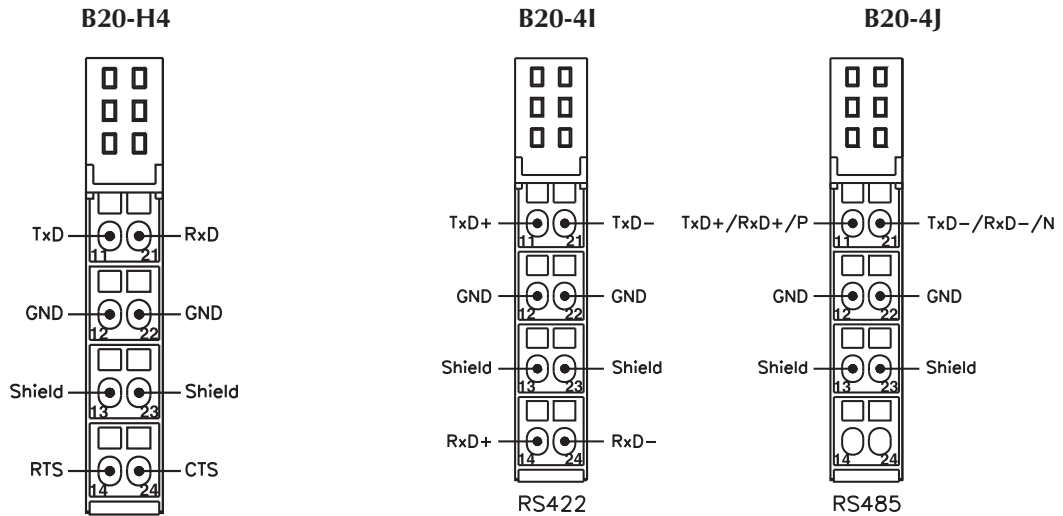 B20-H4
TxD
RxD
11
21
GND
GND
12
22
Shield
Shield
13
23
RTS
CTS
14
24
B20-4I
TxD+
TxD-
11
21
GND
GND
12
22
Shield
Shield
13
23
RxD+
RxD-
14
24
RS422
B20-4J
TxD+/RxD+/P
TxD-/RxD-/N
11
21
GND
GND
12
22
Shield
Shield
13
23
14
24
RS485